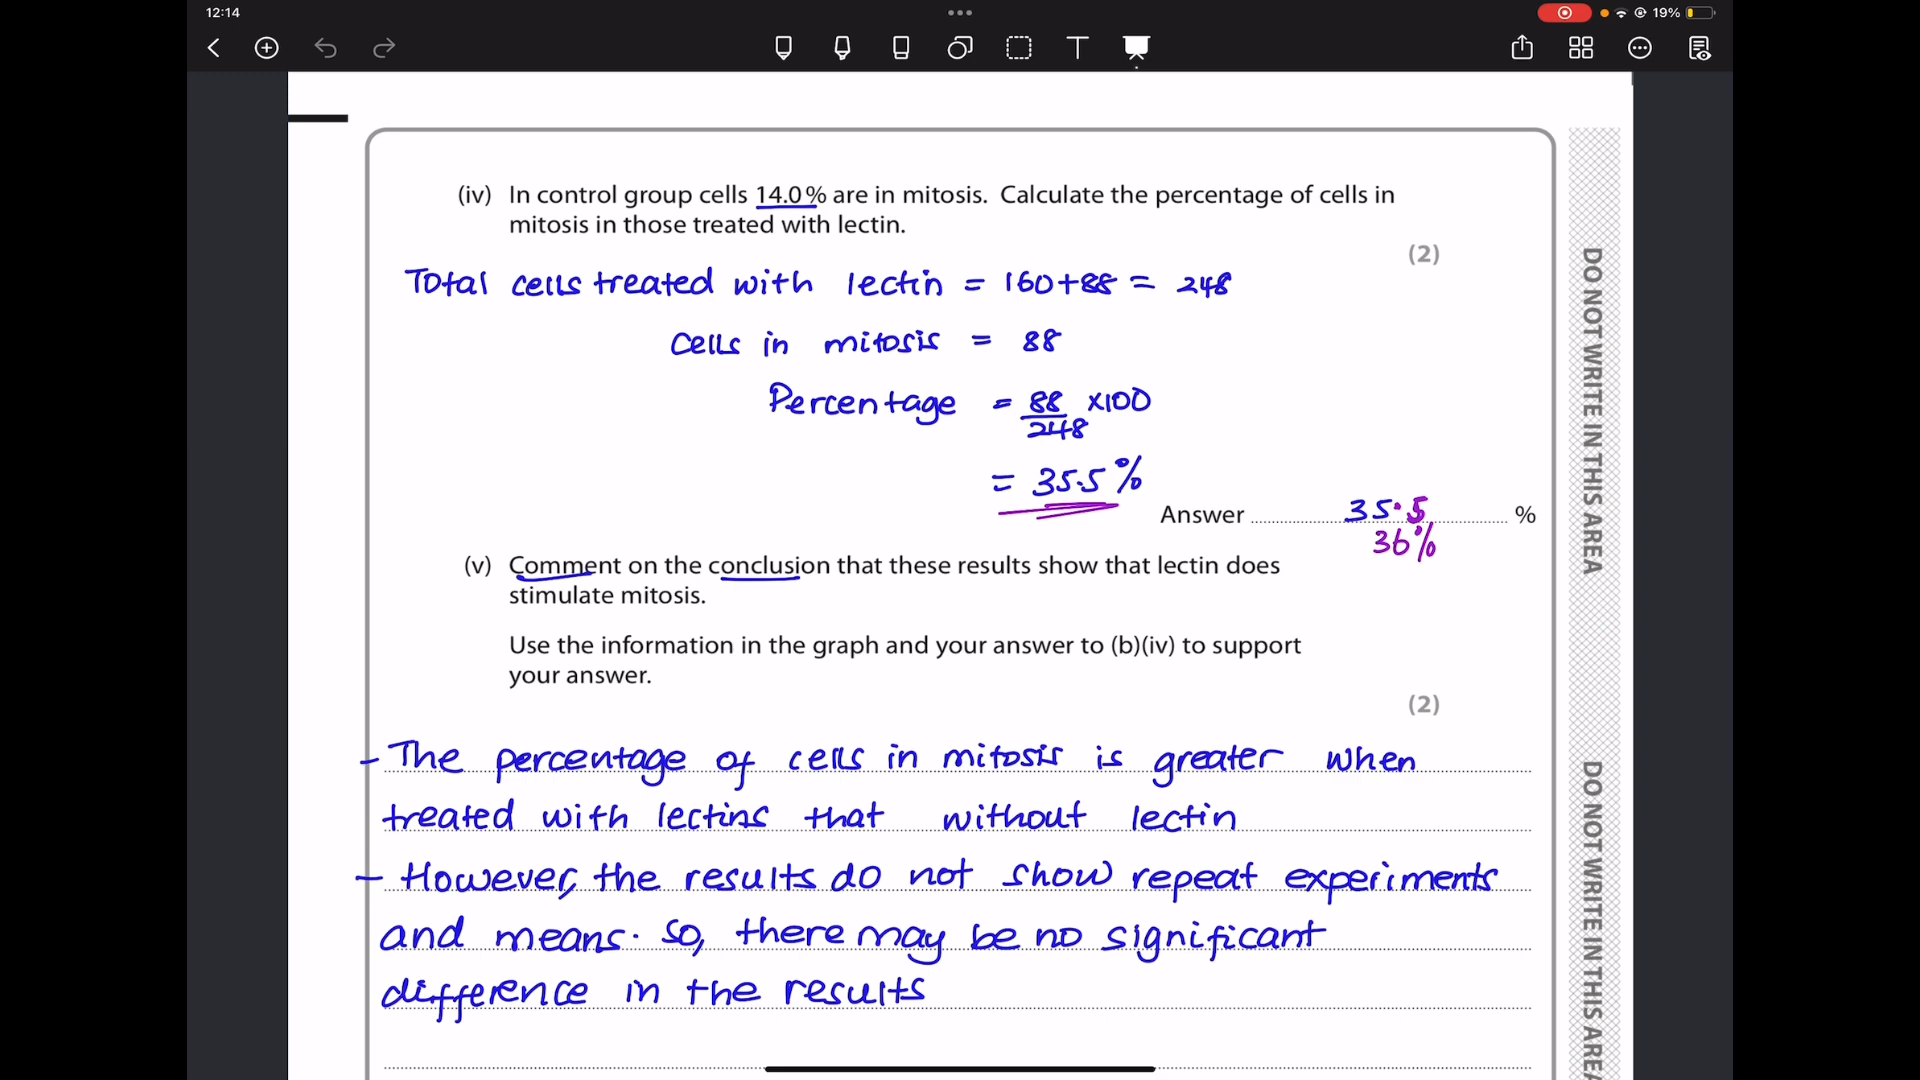 12:14
19%
(iv) In control group cells 14.0% are in mitosis. Calculate the percentage of cells in
mitosis in those treated with lectin.
(2)
Total cells treated with lectin = 160+88 = 248
Cells in mitosis = 88
Percentage = 88/248 ×100
= 35.5%
Answer 35.5 %
36%
(v) Comment on the conclusion that these results show that lectin does
stimulate mitosis.
Use the information in the graph and your answer to (b)(iv) to support
your answer.
(2)
- The percentage of cells in mitosis is greater when
treated with lectins that without lectin
- However, the results do not show repeat experiments
and means. So, there may be no significant
difference in the results
DO NOT WRITE IN THIS AREA
DO NOT WRITE IN THIS AREA